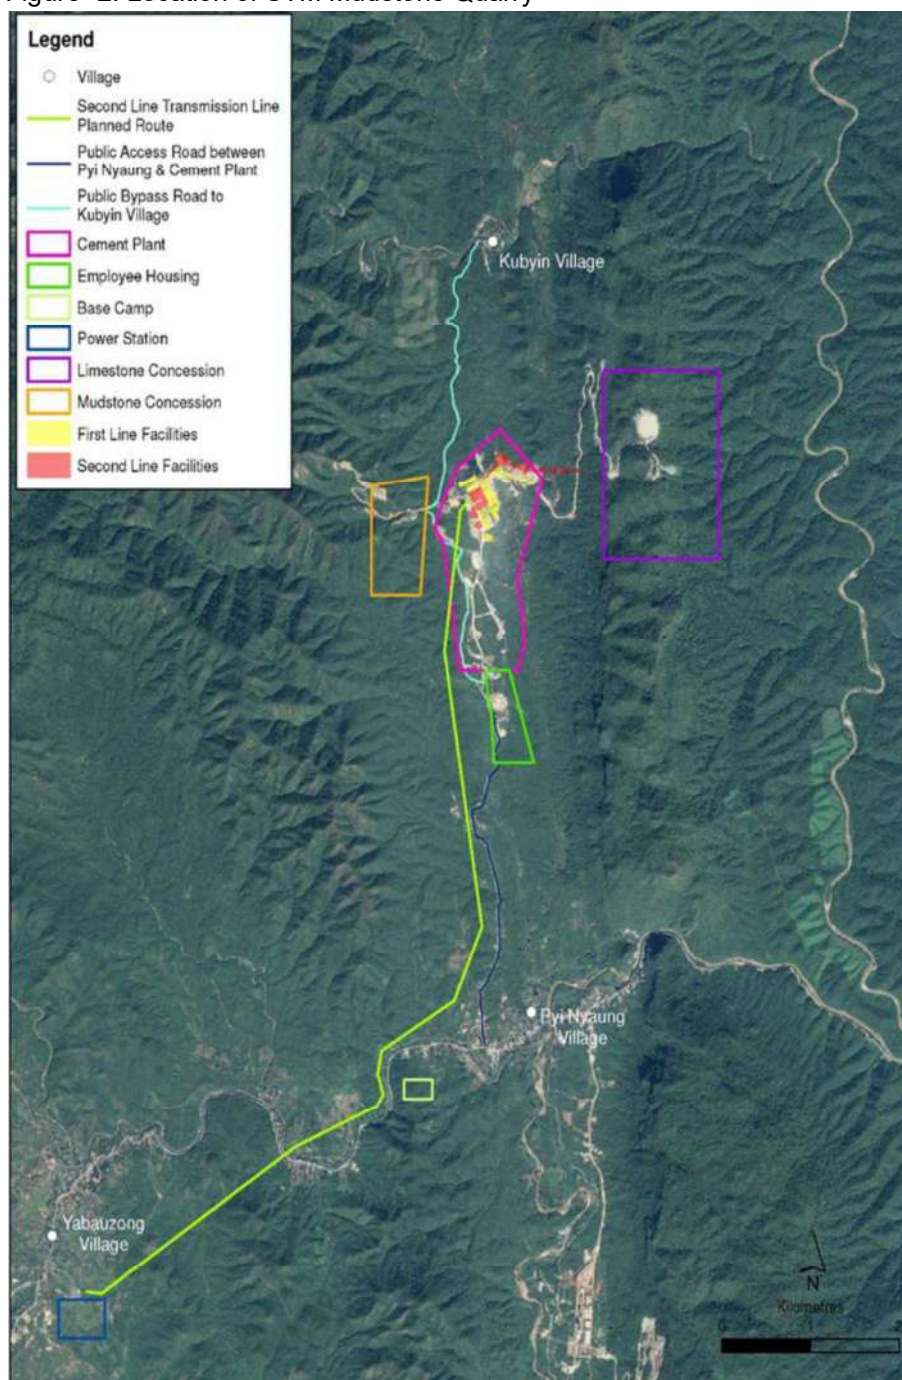 Legend
Village
Second Line Transmission Line
Planned Route
Public Access Road between
Pyi Nyaung & Cement Plant
Public Bypass Road to
Kubyin Village
Cement Plant
Employee Housing
Base Camp
Power Station
Limestone Concession
Mudstone Concession
First Line Facilities
Second Line Facilities
Kubyin Village
Pyi Nyaung
Village
Yabauzong
Village
N
Kilometres
0 1 2